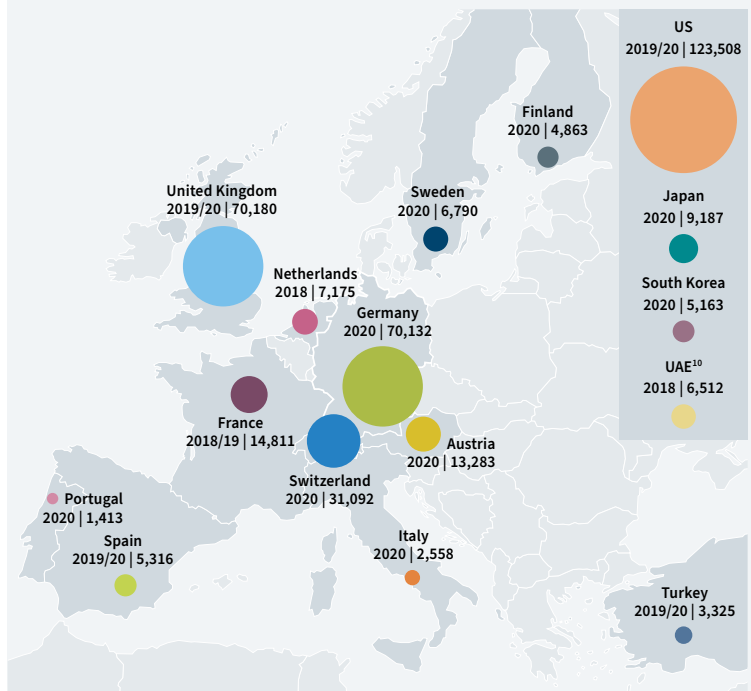 US
2019/20 | 123,508
Finland
2020 | 4,863
United Kingdom
2019/20 | 70,180
Sweden
2020 | 6,790
Japan
2020 | 9,187
Netherlands
2018 | 7,175
South Korea
2020 | 5,163
Germany
2020 | 70,132
UAE¹⁰
2018 | 6,512
France
2018/19 | 14,811
Austria
2020 | 13,283
Switzerland
2020 | 31,092
Portugal
2020 | 1,413
Spain
2019/20 | 5,316
Italy
2020 | 2,558
Turkey
2019/20 | 3,325